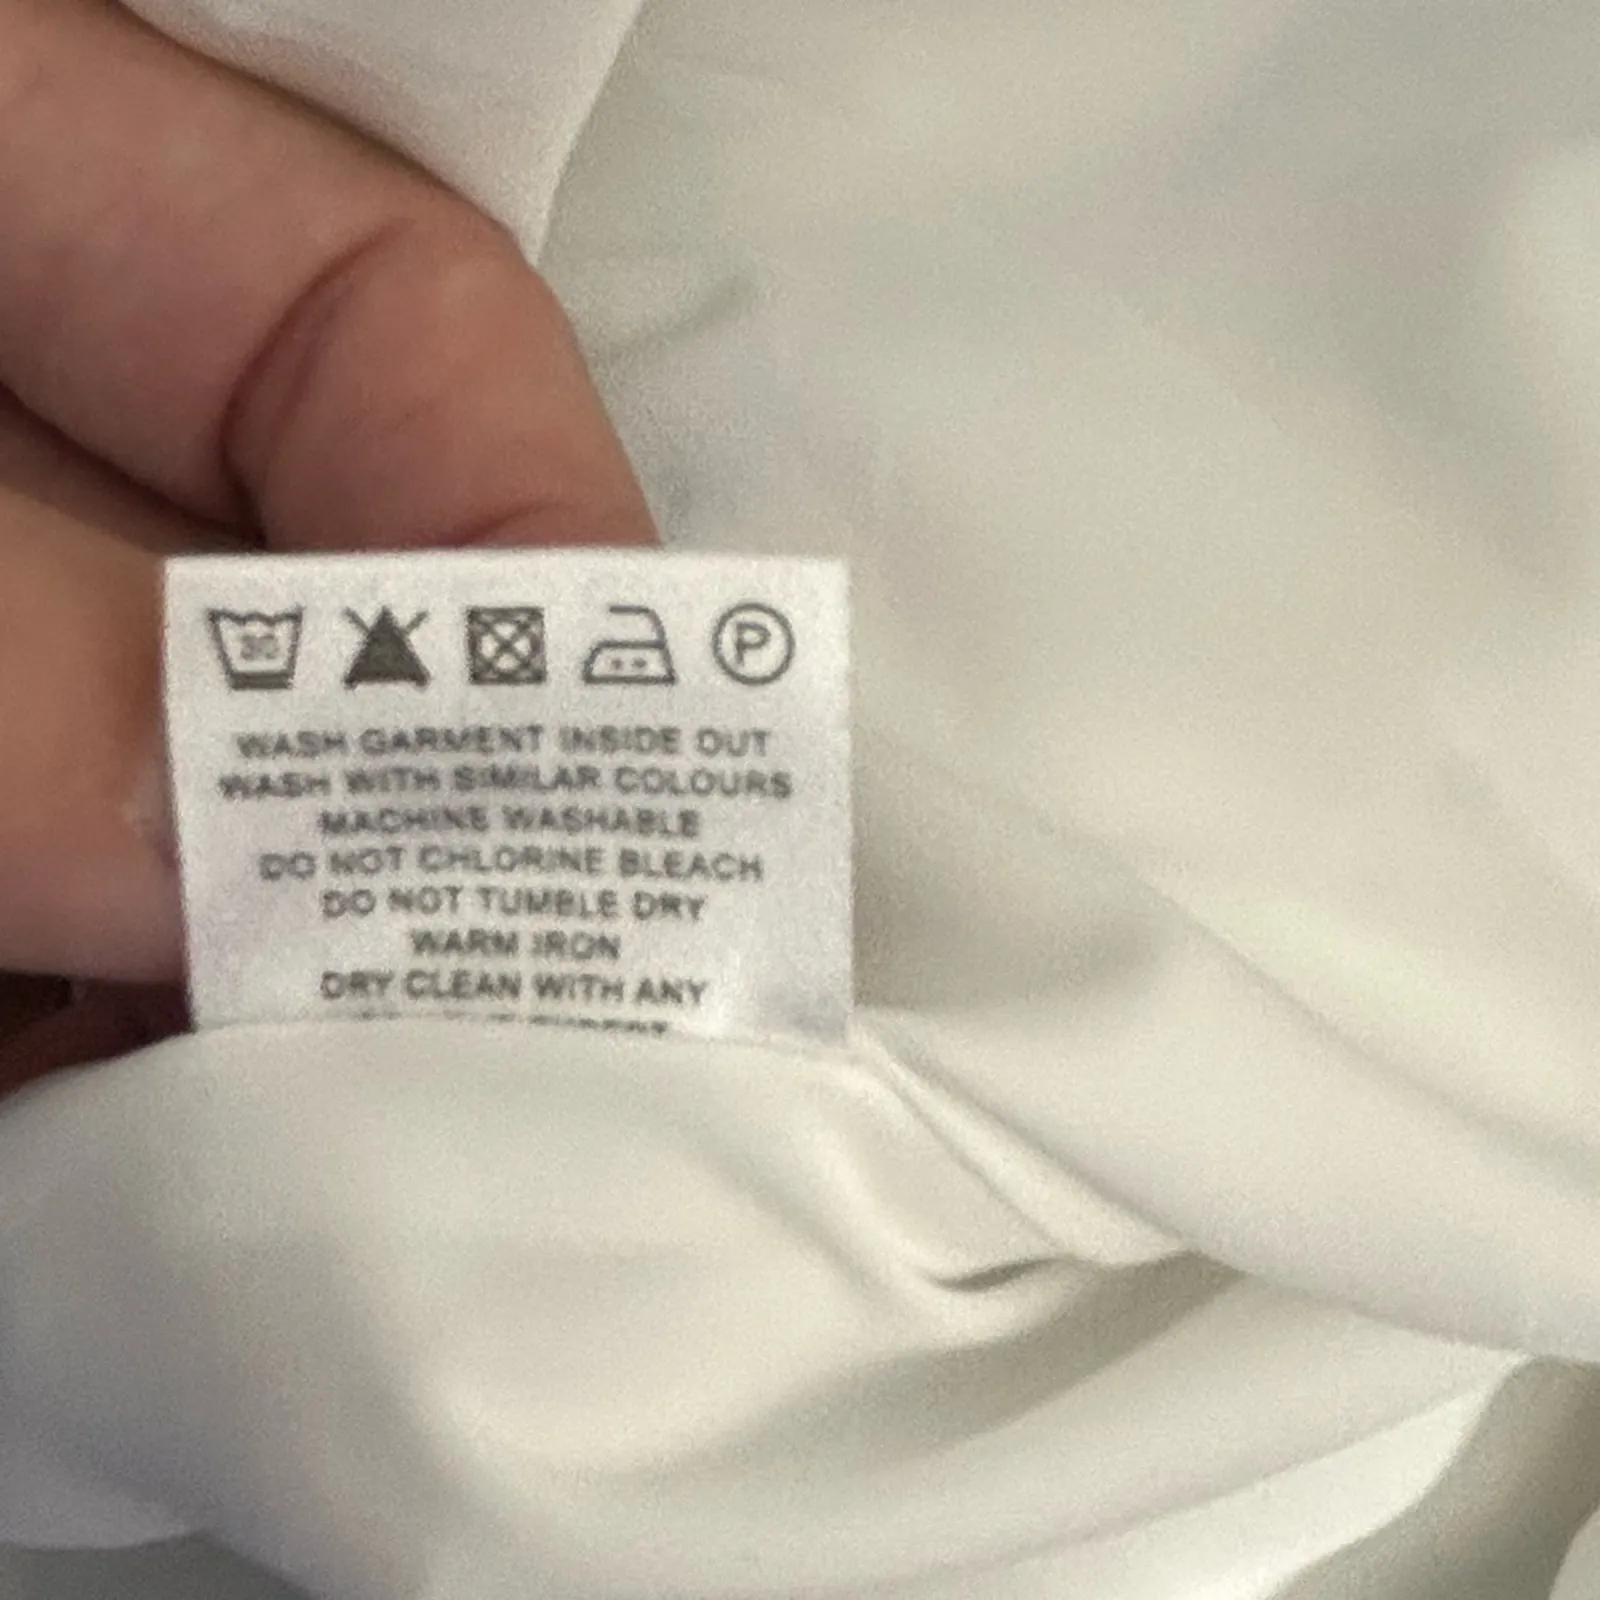 30
P
WASH GARMENT INSIDE OUT
WASH WITH SIMILAR COLOURS
MACHINE WASHABLE
DO NOT CHLORINE BLEACH
DO NOT TUMBLE DRY
WARM IRON
DRY CLEAN WITH ANY